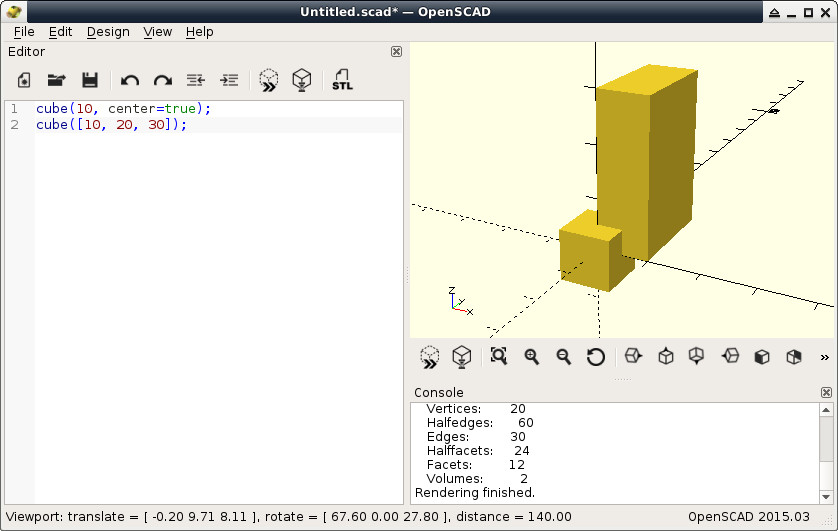 Untitled.scad* — OpenSCAD
File Edit Design View Help
Editor
STL
1 cube(10, center=true);
2 cube([10, 20, 30]);
Z
Y
X
»
Console
Vertices: 20
Halfedges: 60
Edges: 30
Halffacets: 24
Facets: 12
Volumes: 2
Rendering finished.
Viewport: translate = [ -0.20 9.71 8.11 ], rotate = [ 67.60 0.00 27.80 ], distance = 140.00 OpenSCAD 2015.03